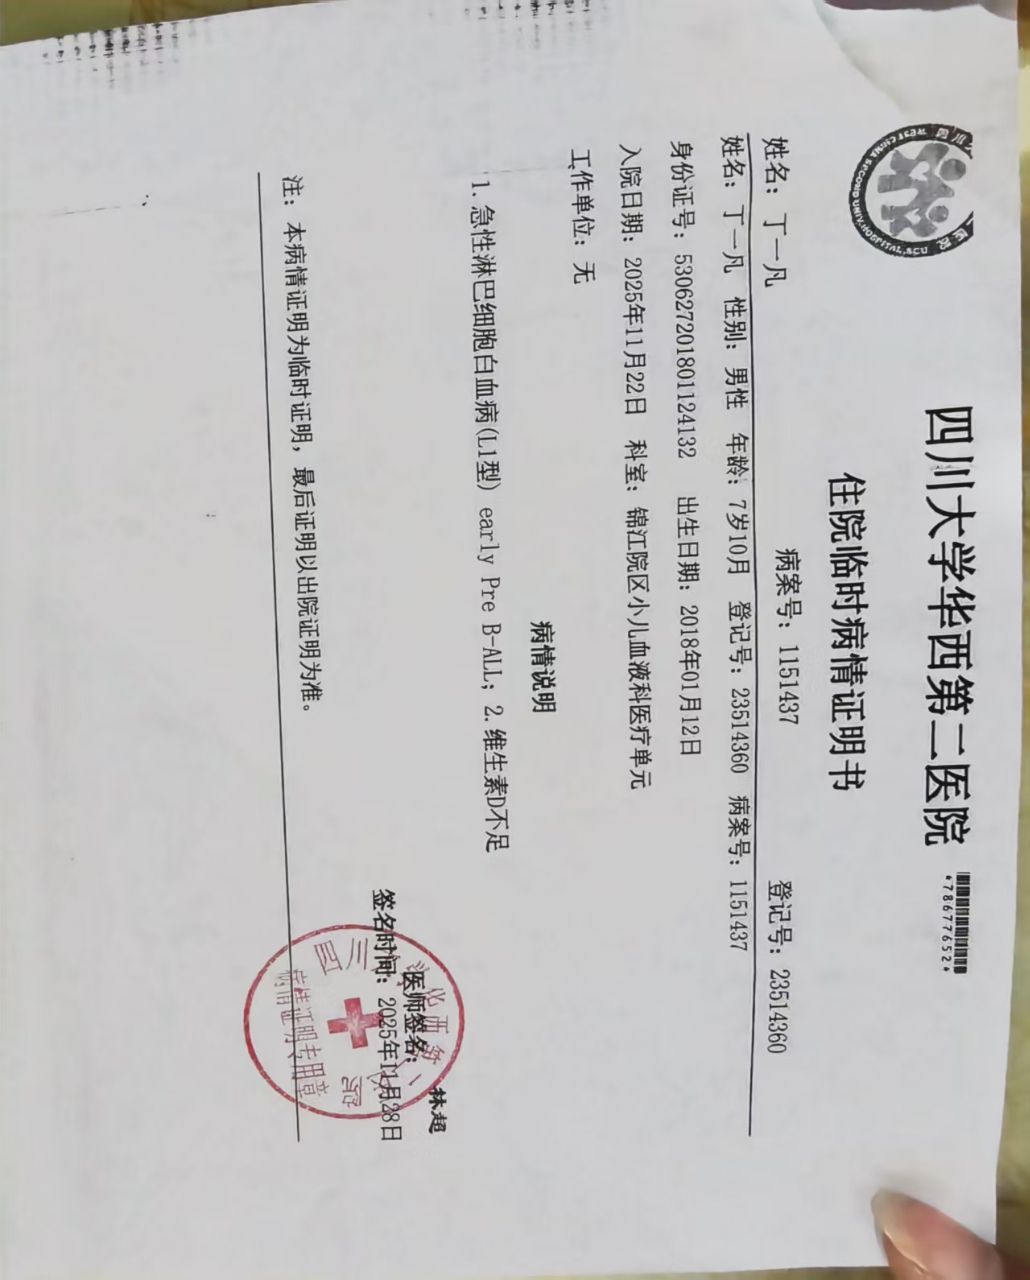 四川大学华西第二医院
*786776524
住院临时病情证明书
姓名：丁一凡 病案号：1151437 登记号：23514360
姓名：丁一凡 性别：男性 年龄：7岁10月 登记号：23514360 病案号：1151437
身份证号：530627201801124132 出生日期：2018年01月12日
入院日期：2025年11月22日 科室：锦江院区小儿血液科医疗单元
工作单位：无
病情说明
1.急性淋巴细胞白血病(L1型) early Pre B-ALL；2.维生素D不足
医师签名：林超
签名时间：2025年11月28日
病情证明专用章
注：本病情证明为临时证明，最后证明以出院证明为准。